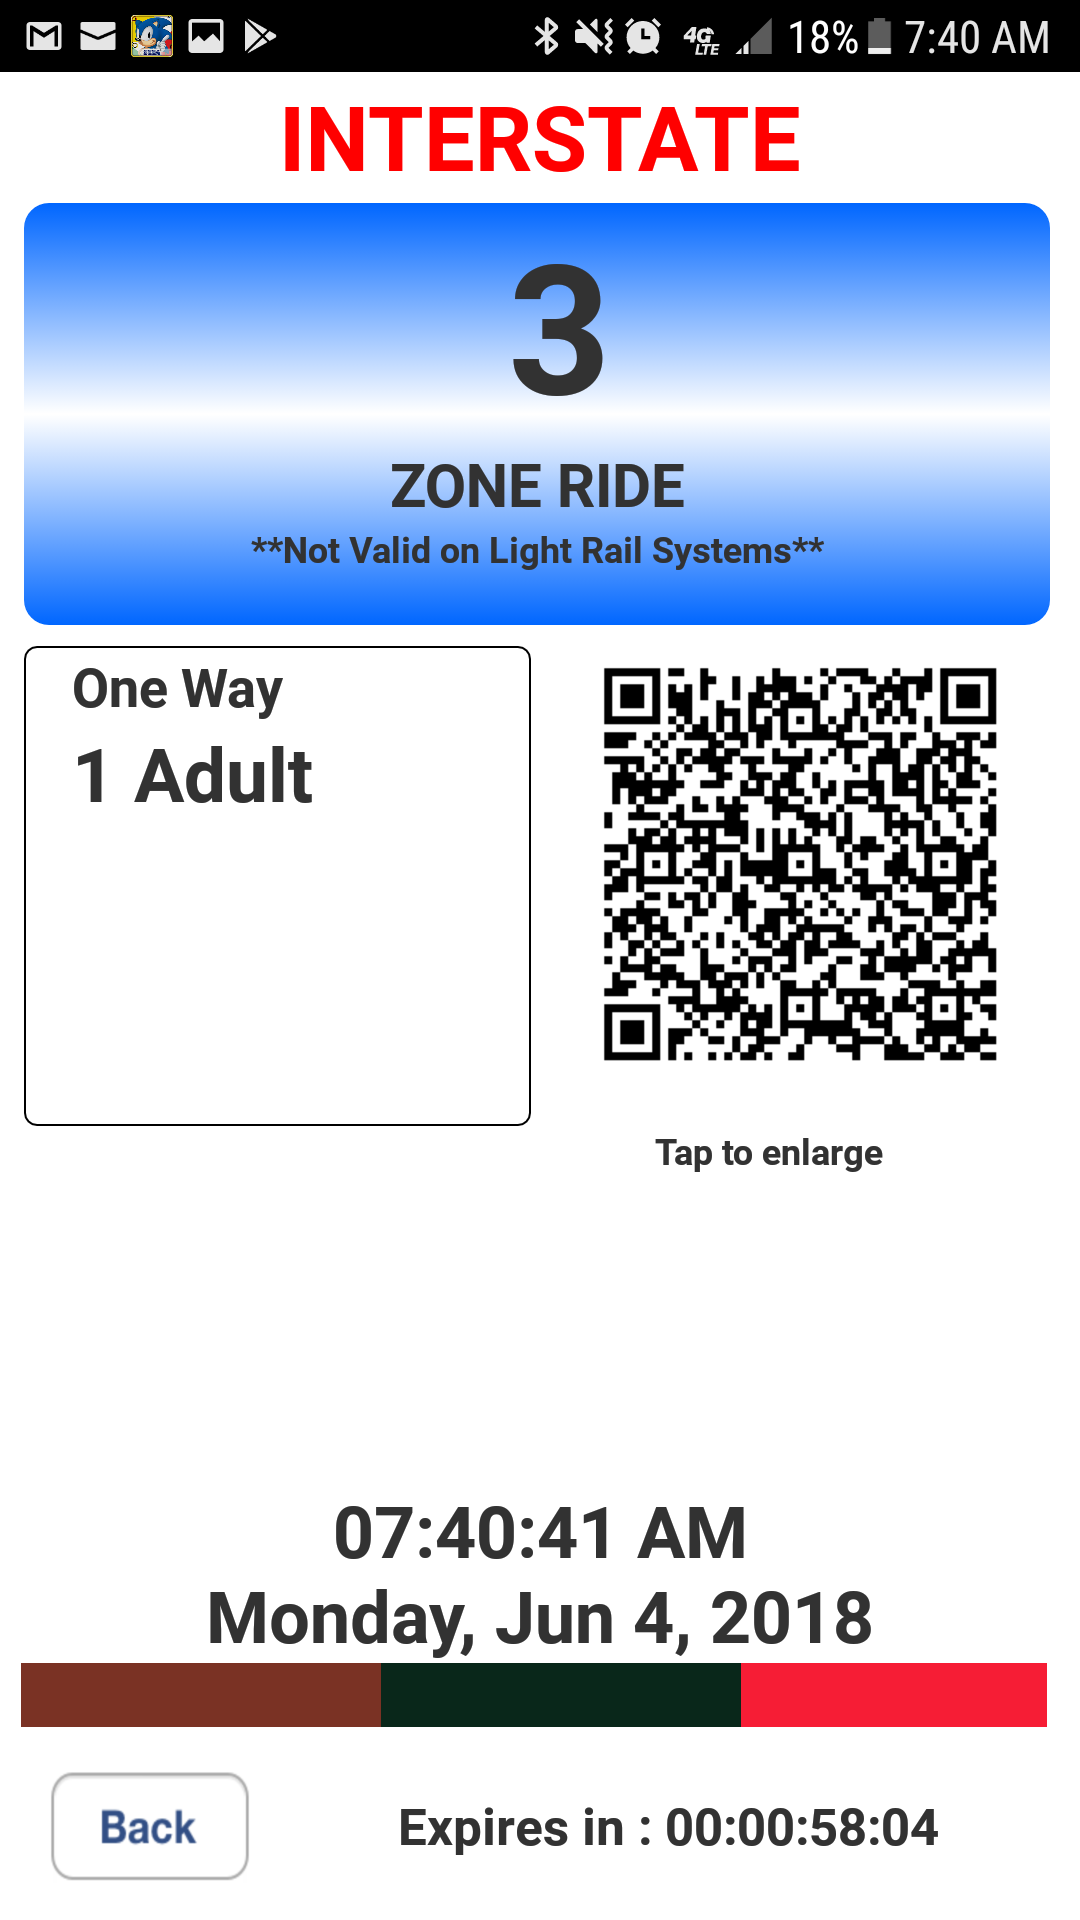 4G LTE 18% 7:40 AM
INTERSTATE
3
ZONE RIDE
**Not Valid on Light Rail Systems**
One Way
1 Adult
Tap to enlarge
07:40:41 AM
Monday, Jun 4, 2018
Back
Expires in : 00:00:58:04